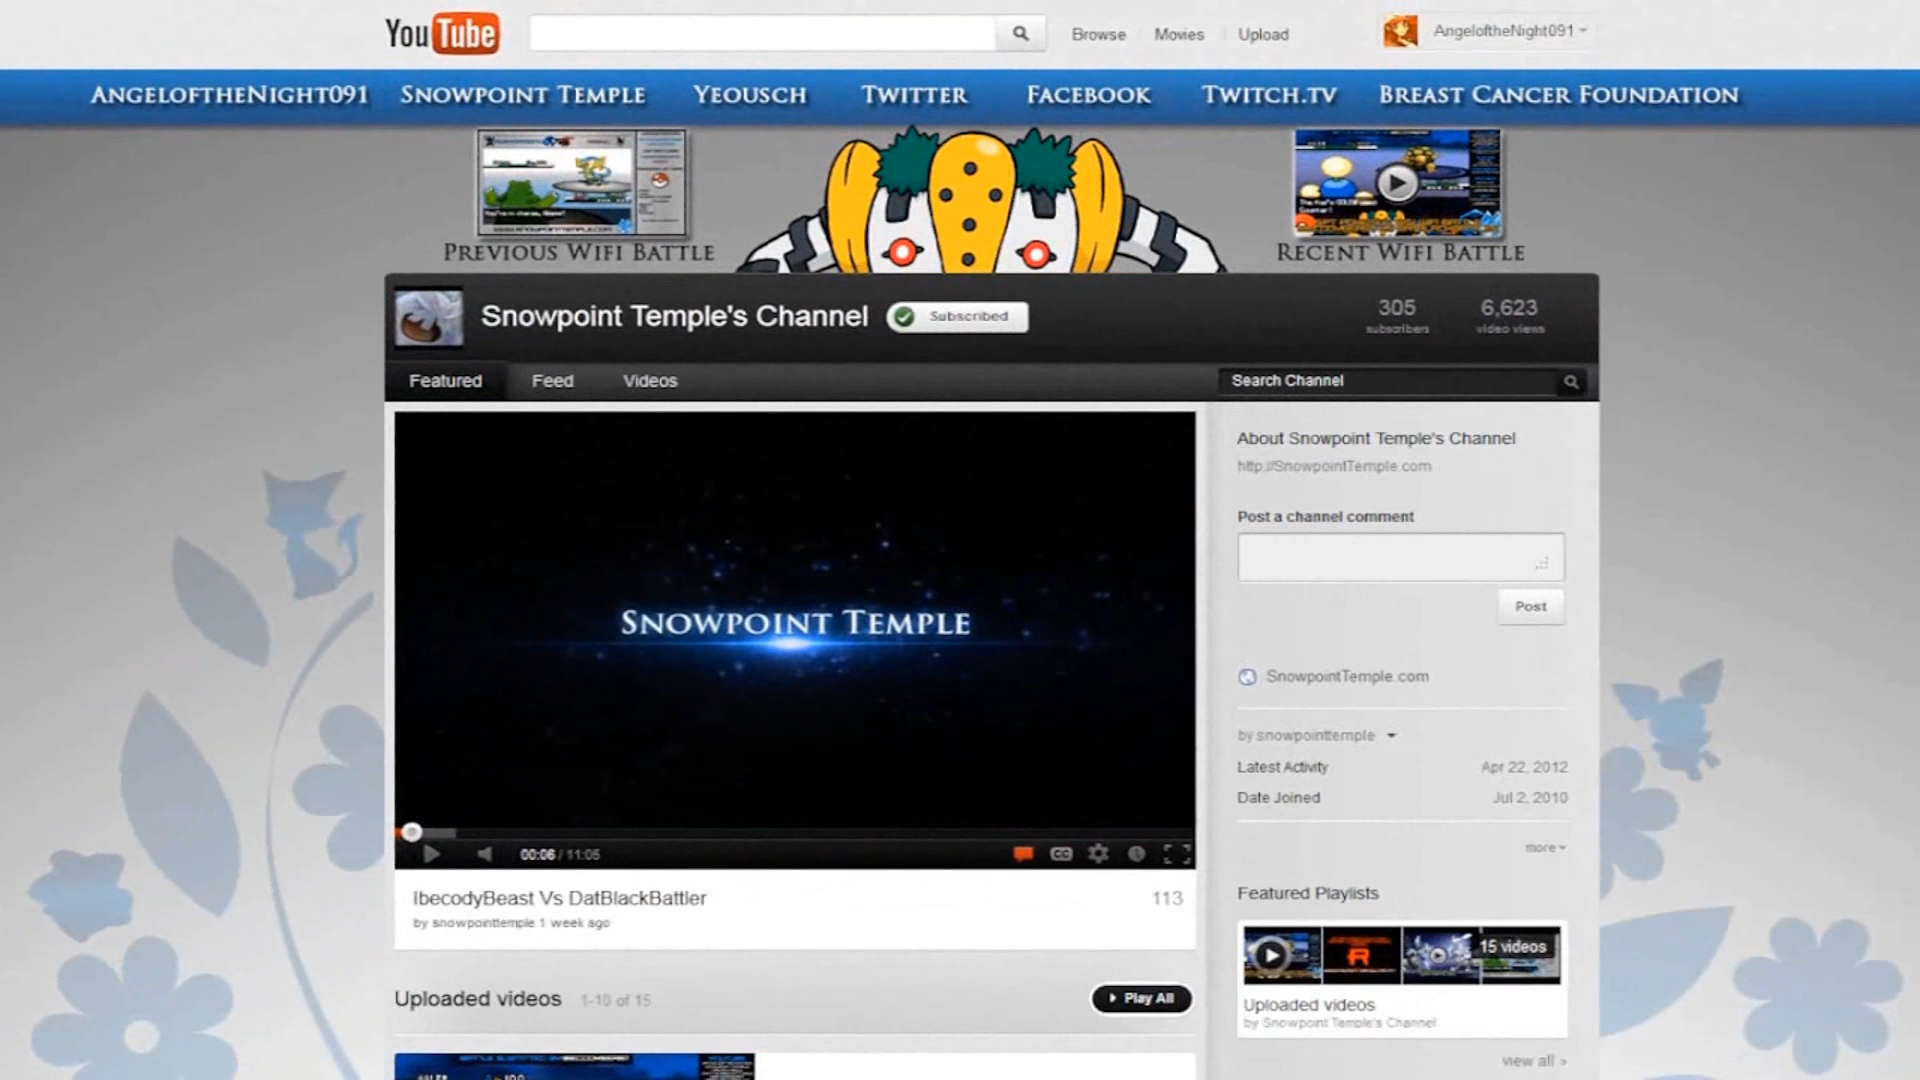 YouTube
Browse
Movies
Upload
AngeloftheNight091
AngeloftheNight091 Snowpoint Temple Yeousch Twitter Facebook Twitch.tv Breast Cancer Foundation
Previous Wifi Battle
Recent Wifi Battle
Snowpoint Temple's Channel
Subscribed
305
subscribers
6,623
video views
Featured
Feed
Videos
Search Channel
Snowpoint Temple
00:06 / 11:05
CC
IbecodyBeast Vs DatBlackBattler
113
by snowpointtemple 1 week ago
Uploaded videos 1-10 of 15
Play All
About Snowpoint Temple's Channel
http://SnowpointTemple.com
Post a channel comment
Post
SnowpointTemple.com
by snowpointtemple
Latest Activity Apr 22, 2012
Date Joined Jul 2, 2010
more
Featured Playlists
15 videos
R
Uploaded videos
by Snowpoint Temple's Channel
view all